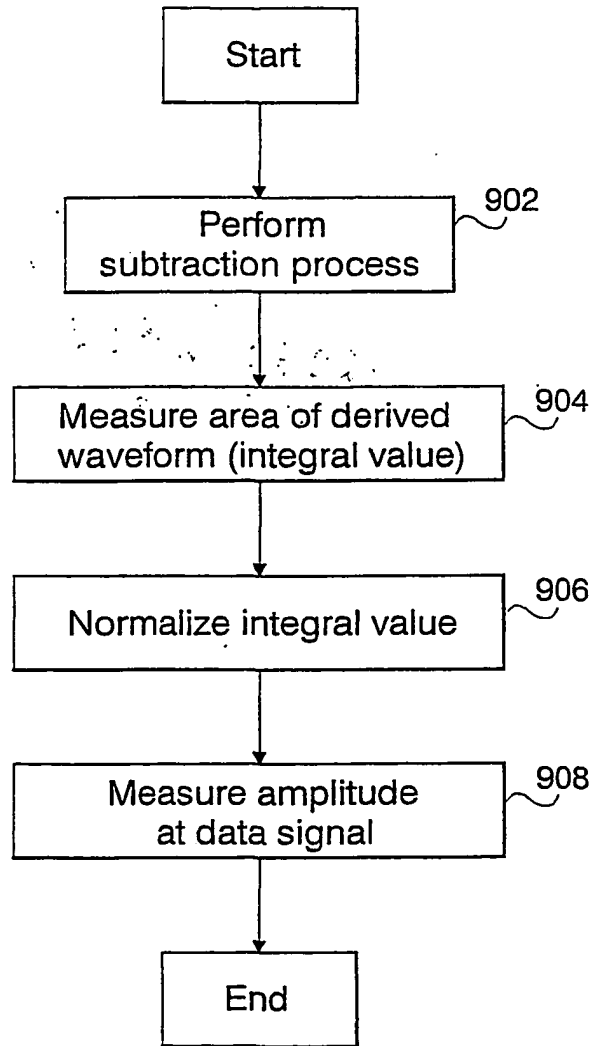 Start
902
Perform
subtraction process
904
Measure area of derived
waveform (integral value)
906
Normalize integral value
908
Measure amplitude
at data signal
End